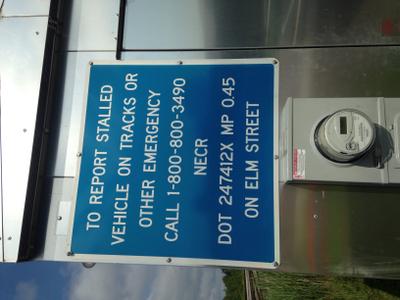 TO REPORT STALLED
VEHICLE ON TRACKS OR
OTHER EMERGENCY
CALL 1-800-800-3490
NECR
DOT 247412X MP 0.45
ON ELM STREET